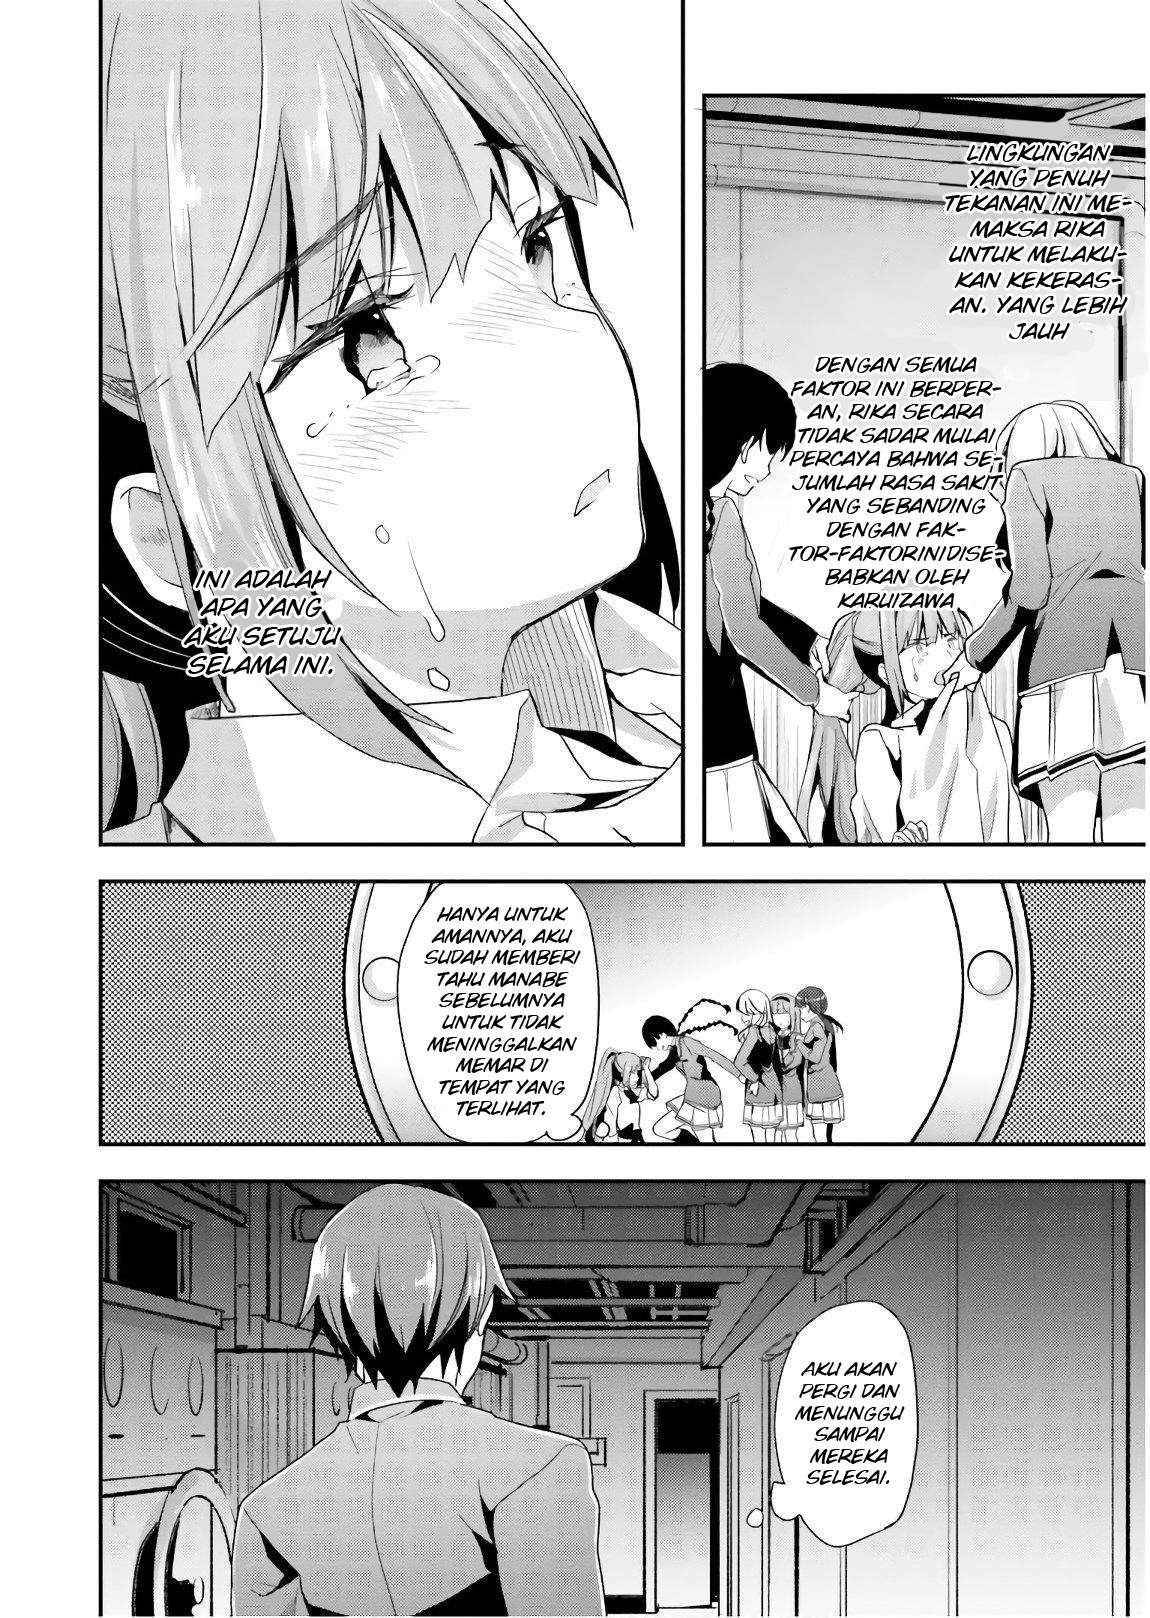 LINGKUNGAN
YANG PENUH
TEKANAN INI ME-
MAKSA RIKA
UNTUK MELAKU-
KAN KEKERAS-
AN. YANG LEBIH
JAUH
DENGAN SEMUA
FAKTOR INI BERPER-
AN, RIKA SECARA
TIDAK SADAR MULAI
PERCAYA BAHWA SE-
JUMLAH RASA SAKIT
YANG SEBANDING
DENGAN FAK-
TOR-FAKTOR INI DISE-
BABKAN OLEH
KARUIZAWA
INI ADALAH
APA YANG
AKU SETUJU
SELAMA INI.
HANYA UNTUK
AMANNYA, AKU
SUDAH MEMBERI
TAHU MANABE
SEBELUMNYA
UNTUK TIDAK
MENINGGALKAN
MEMAR DI
TEMPAT YANG
TERLIHAT.
AKU AKAN
PERGI DAN
MENUNGGU
SAMPAI
MEREKA
SELESAI.